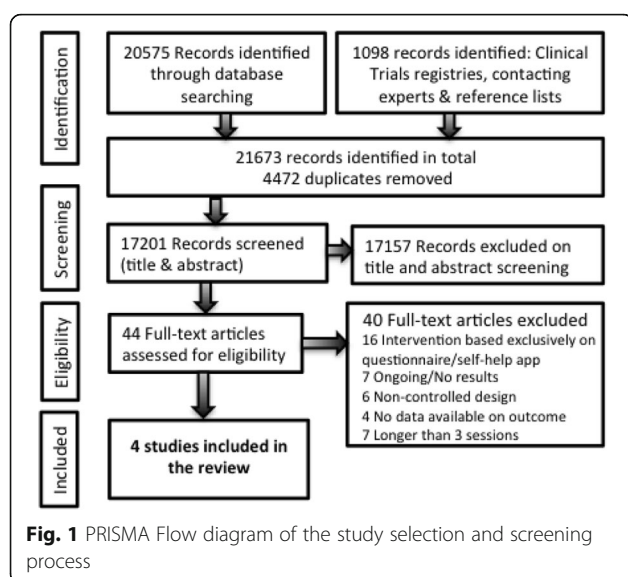 Identification
20575 Records identified
through database
searching
1098 records identified: Clinical
Trials registries, contacting
experts & reference lists
21673 records identified in total
4472 duplicates removed
Screening
17201 Records screened
(title & abstract)
17157 Records excluded on
title and abstract screening
Eligibility
44 Full-text articles
assessed for eligibility
40 Full-text articles excluded
16 Intervention based exclusively on
questionnaire/self-help app
7 Ongoing/No results
6 Non-controlled design
4 No data available on outcome
7 Longer than 3 sessions
Included
4 studies included in
the review
Fig. 1 PRISMA Flow diagram of the study selection and screening
process